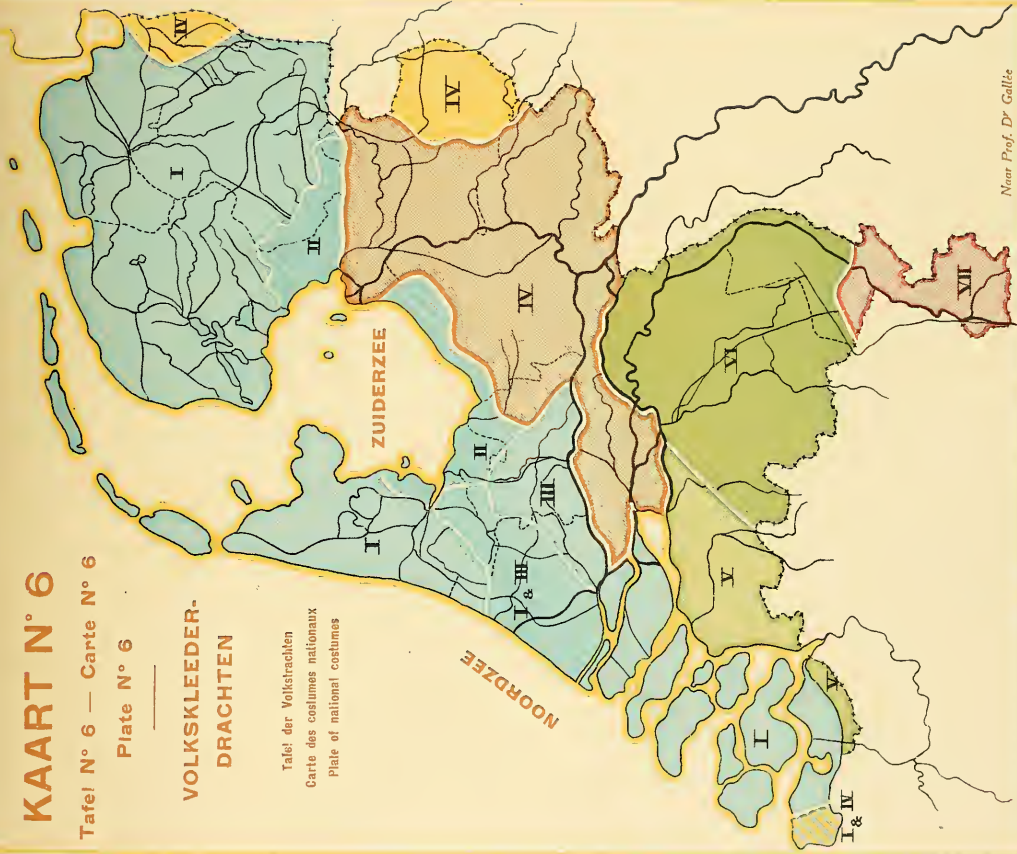 KAART N° 6
Tafel N° 6 — Carte N° 6
Plate N° 6
VOLKSKLEEDER-
DRACHTEN
Tafel der Volkstrachten
Carte des costumes nationaux
Plate of national costumes
NOORDZEE
ZUIDERZEE
IV
I
II
IV
IV
I
II
III
I & III
VI
V
VII
I
V
I & IV
Naar Prof. Dr Gallée